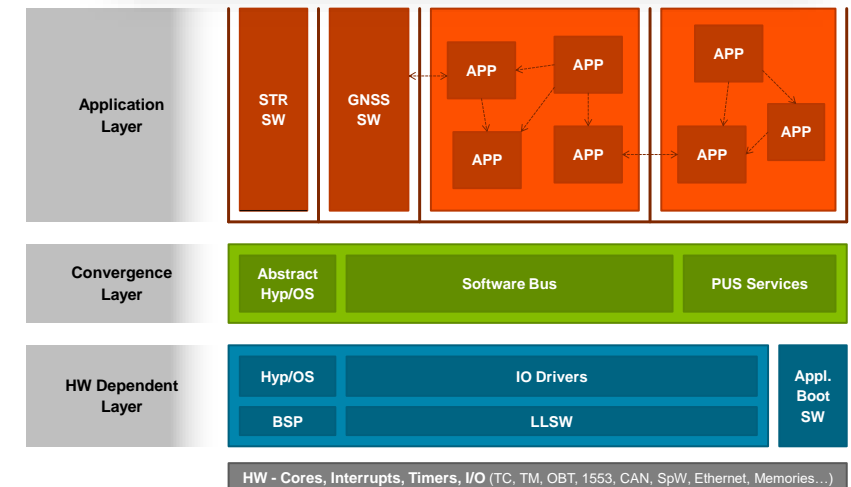 Application
Layer
STR
SW
GNSS
SW
APP
APP
APP
APP
APP
APP
APP
Convergence
Layer
Abstract
Hyp/OS
Software Bus
PUS Services
HW Dependent
Layer
Hyp/OS
IO Drivers
BSP
LLSW
Appl.
Boot
SW
HW - Cores, Interrupts, Timers, I/O (TC, TM, OBT, 1553, CAN, SpW, Ethernet, Memories…)